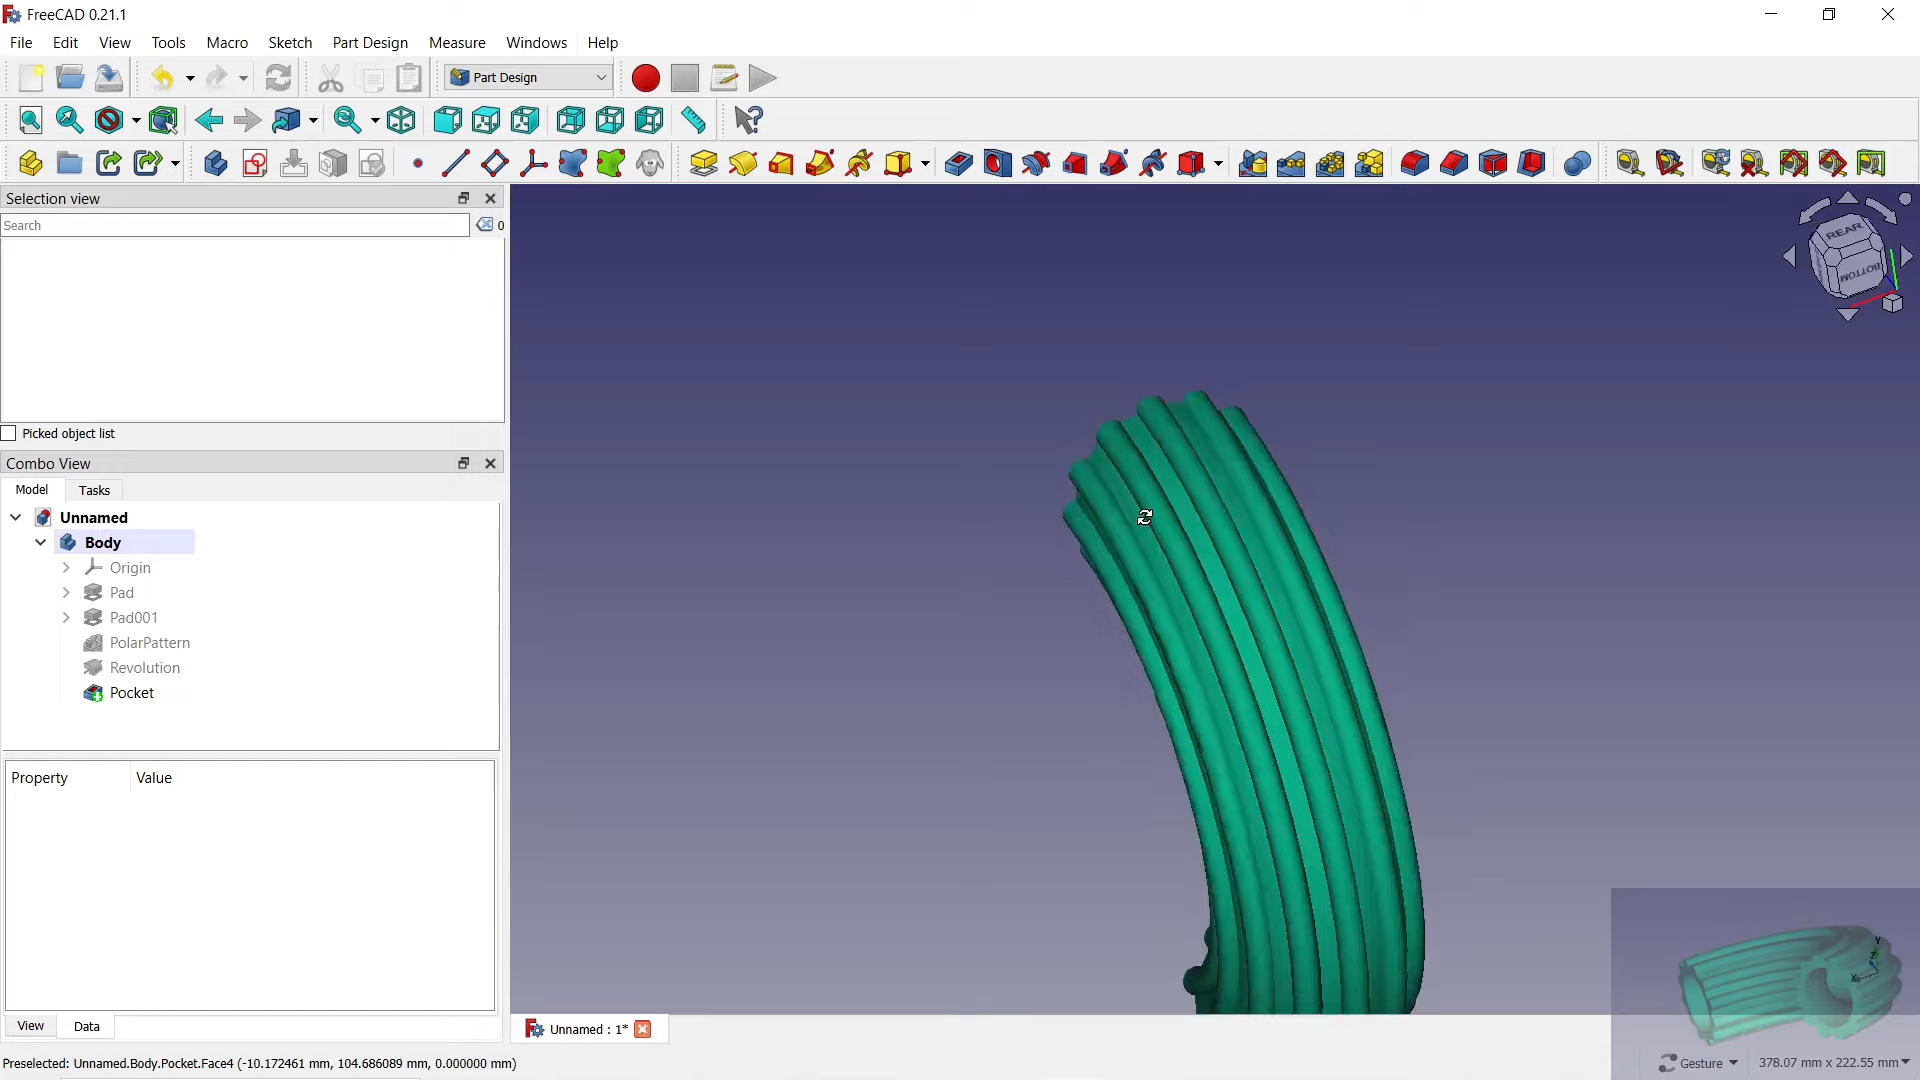 FreeCAD 0.21.1
File Edit View Tools Macro Sketch Part Design Measure Windows Help
Part Design
Selection view
Search
0
Picked object list
Combo View
Model Tasks
Unnamed
Body
Origin
Pad
Pad001
PolarPattern
Revolution
Pocket
Property Value
View Data
REAR
BOTTOM
Y
Z
X
Unnamed : 1*
Preselected: Unnamed.Body.Pocket.Face4 (-10.172461 mm, 104.686089 mm, 0.000000 mm)
Gesture
378.07 mm x 222.55 mm